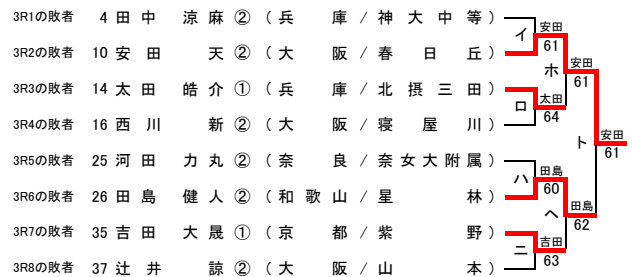 3R1の敗者 4 田中 涼麻 ② (兵 庫/神大中等)
イ 安田 61
3R2の敗者 10 安田 天 ② (大 阪/春日丘)
ホ 安田 61
3R3の敗者 14 太田 皓介 ① (兵 庫/北摂三田)
ロ 太田 64
3R4の敗者 16 西川 新 ② (大 阪/寝屋川)
ト 安田 61
3R5の敗者 25 河田 力丸 ② (奈 良/奈女大附属)
ハ 田島 60
3R6の敗者 26 田島 健人 ② (和歌山/星 林)
ヘ 田島 62
3R7の敗者 35 吉田 大晟 ① (京 都/紫 野)
ニ 吉田 63
3R8の敗者 37 辻井 諒 ② (大 阪/山 本)